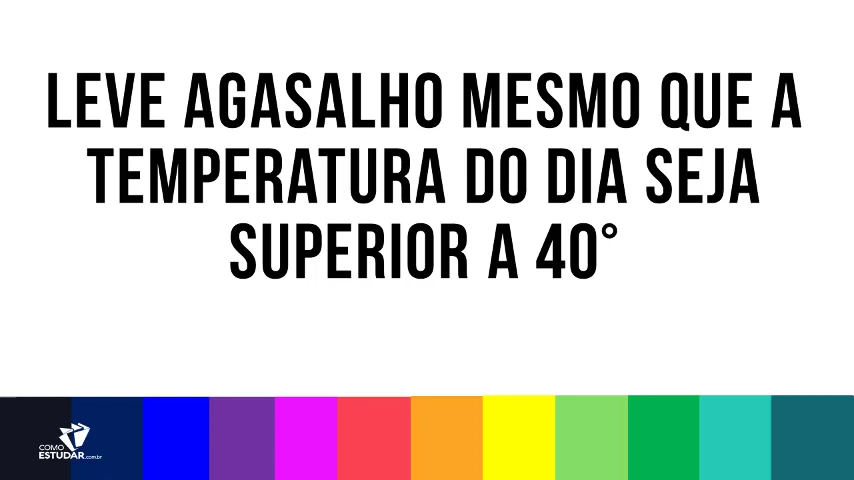 LEVE AGASALHO MESMO QUE A
TEMPERATURA DO DIA SEJA
SUPERIOR A 40°
COMO
ESTUDAR.com.br